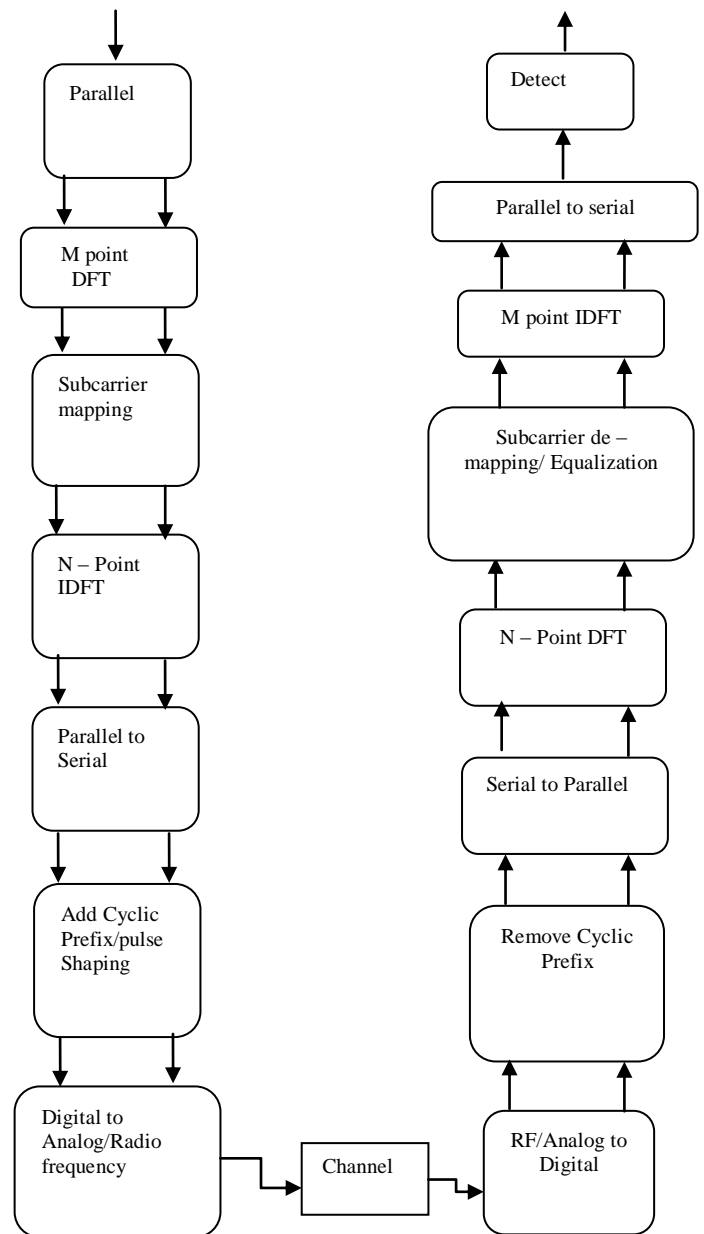 Parallel
M point
DFT
Subcarrier
mapping
N – Point
IDFT
Parallel to
Serial
Add Cyclic
Prefix/pulse
Shaping
Digital to
Analog/Radio
frequency
Channel
RF/Analog to
Digital
Remove Cyclic
Prefix
Serial to Parallel
N – Point DFT
Subcarrier de –
mapping/ Equalization
M point IDFT
Parallel to serial
Detect